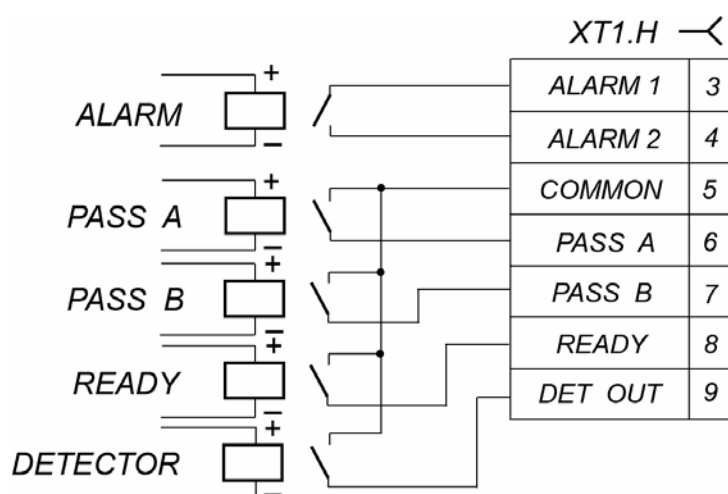 XT1.H
ALARM 1 3
ALARM + −
ALARM 2 4
COMMON 5
PASS A + −
PASS A 6
PASS B + −
PASS B 7
READY 8
READY + −
DET OUT 9
DETECTOR + −